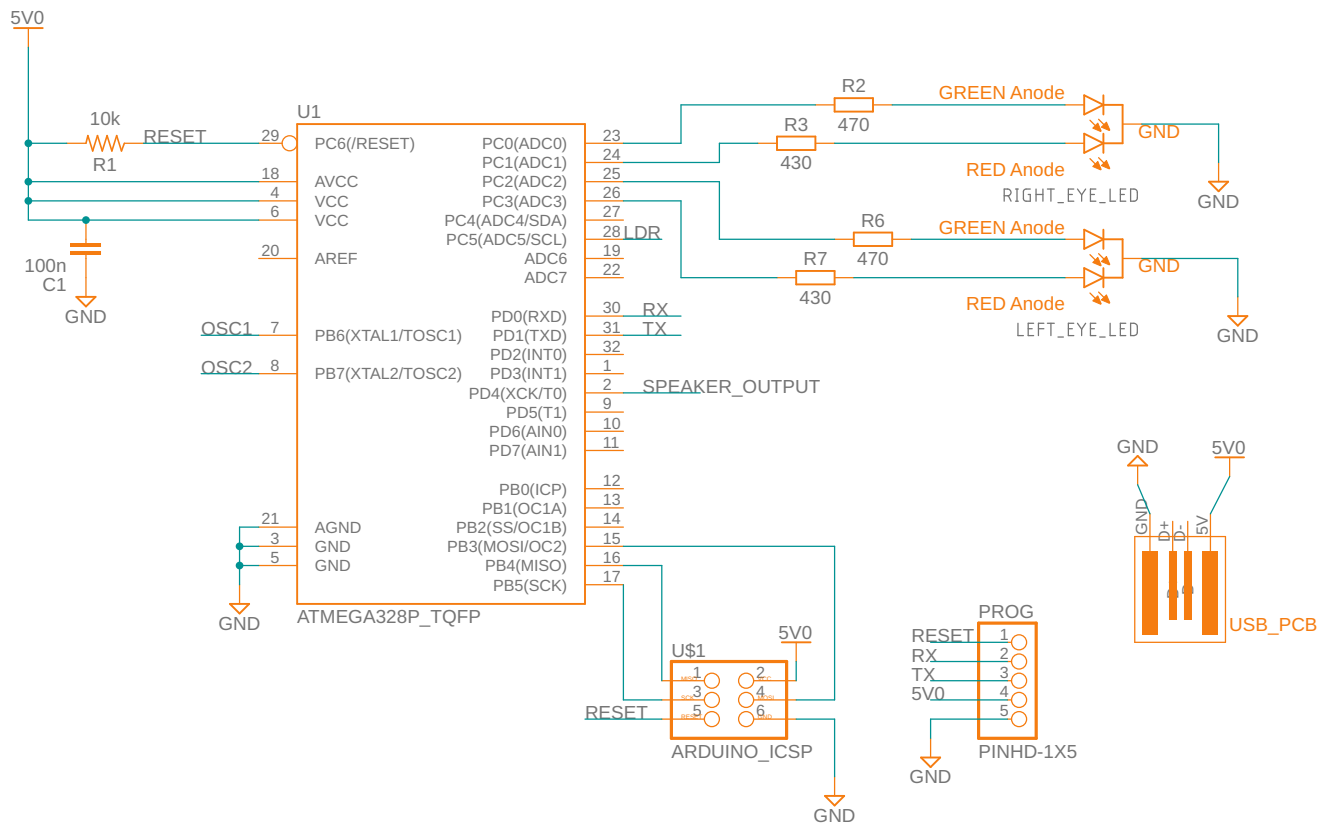 5V0
10k
R1
RESET
100n
C1
GND
U1
29 PC6(/RESET)
18 AVCC
4 VCC
6 VCC
20 AREF
OSC1 7 PB6(XTAL1/TOSC1)
OSC2 8 PB7(XTAL2/TOSC2)
21 AGND
3 GND
5 GND
GND
ATMEGA328P_TQFP
PC0(ADC0) 23
PC1(ADC1) 24
PC2(ADC2) 25
PC3(ADC3) 26
PC4(ADC4/SDA) 27
PC5(ADC5/SCL) 28 LDR
ADC6 19
ADC7 22
PD0(RXD) 30 RX
PD1(TXD) 31 TX
PD2(INT0) 32
PD3(INT1) 1
PD4(XCK/T0) 2 SPEAKER_OUTPUT
PD5(T1) 9
PD6(AIN0) 10
PD7(AIN1) 11
PB0(ICP) 12
PB1(OC1A) 13
PB2(SS/OC1B) 14
PB3(MOSI/OC2) 15
PB4(MISO) 16
PB5(SCK) 17
R2
470
GREEN Anode
R3
430
GND
RED Anode
RIGHT_EYE_LED
GND
R6
470
GREEN Anode
R7
430
GND
RED Anode
LEFT_EYE_LED
GND
GND
5V0
GND
D+
D-
5V
USB_PCB
5V0
U$1
1 2
3 4
RESET 5 6
ARDUINO_ICSP
GND
PROG
RESET 1
RX 2
TX 3
5V0 4
5
PINHD-1X5
GND